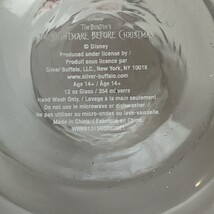 Tim Burton's
THE NIGHTMARE BEFORE CHRISTMAS
© Disney
Produced under license by /
Produit sous licence par
Silver Buffalo, LLC., New York, NY 10018
www.silver-buffalo.com
Age 14+ / Âge 14+
12 oz Glass / 354 ml verre
Hand Wash Only / Lavage à la main seulement
Do not use in microwave or dishwasher /
Ne pas utiliser au micro-ondes ou lave-vaisselle
Made in China / Fabriqué en Chine